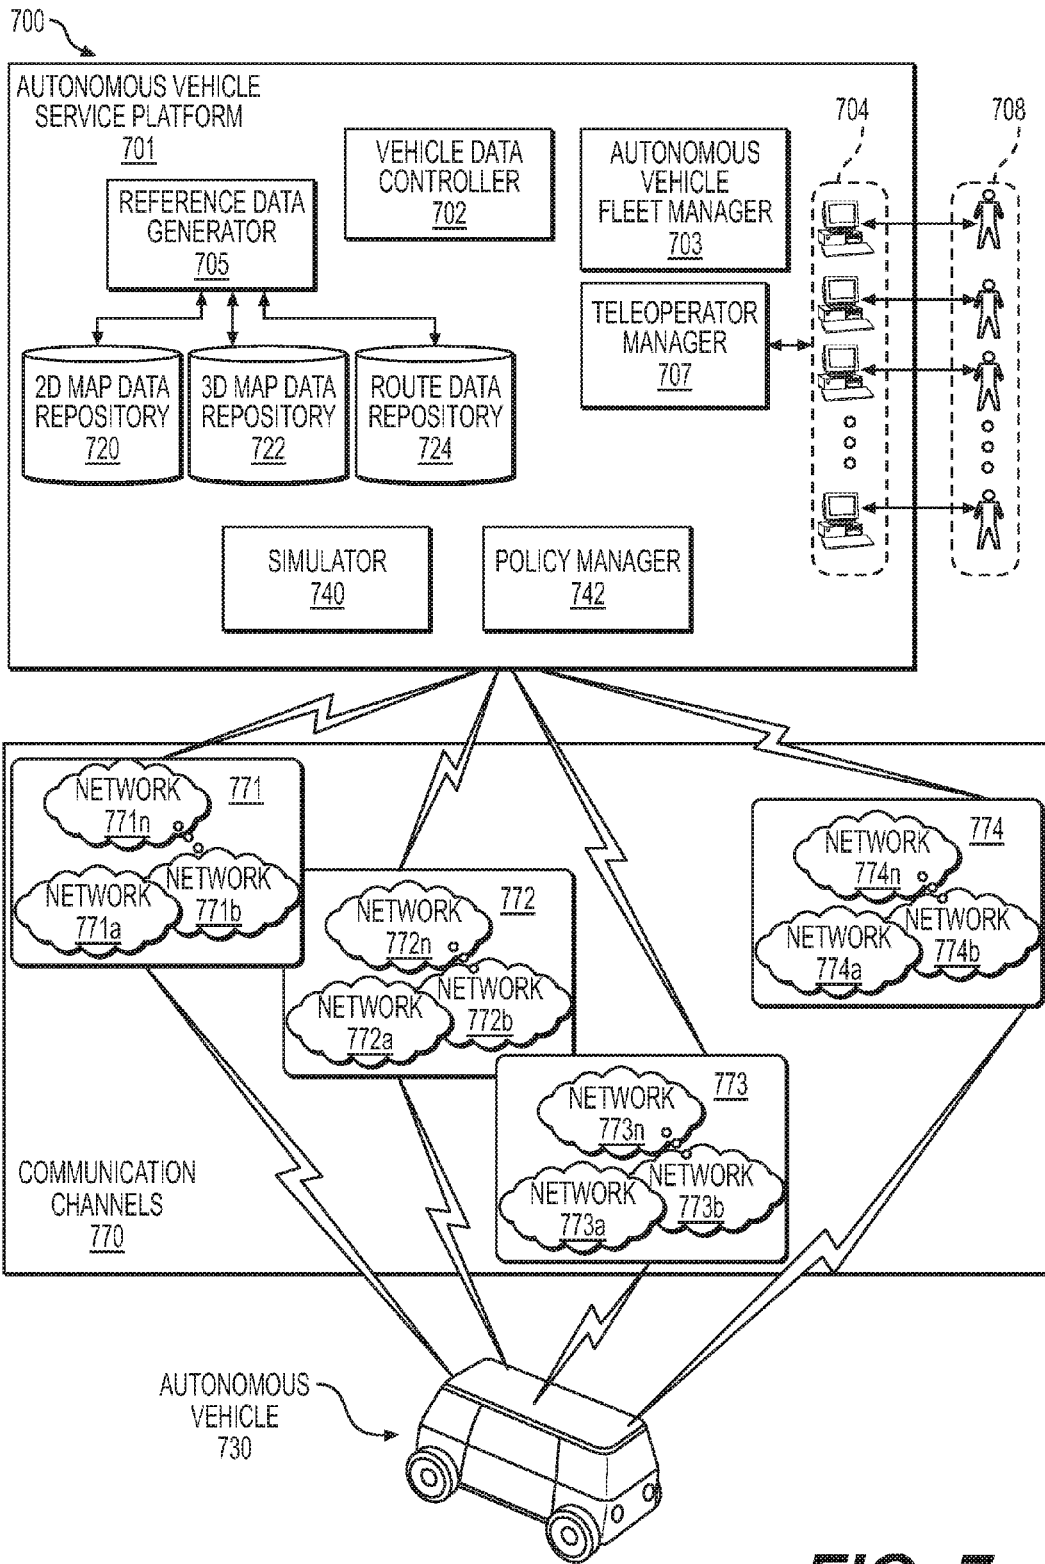 700
AUTONOMOUS VEHICLE
SERVICE PLATFORM
701
REFERENCE DATA
GENERATOR
705
VEHICLE DATA
CONTROLLER
702
AUTONOMOUS
VEHICLE
FLEET MANAGER
703
704
708
TELEOPERATOR
MANAGER
707
2D MAP DATA
REPOSITORY
720
3D MAP DATA
REPOSITORY
722
ROUTE DATA
REPOSITORY
724
SIMULATOR
740
POLICY MANAGER
742
NETWORK
771n
771
NETWORK
771a
NETWORK
771b
NETWORK
772n
772
NETWORK
772a
NETWORK
772b
NETWORK
773n
773
NETWORK
773a
NETWORK
773b
NETWORK
774n
774
NETWORK
774a
NETWORK
774b
COMMUNICATION
CHANNELS
770
AUTONOMOUS
VEHICLE
730